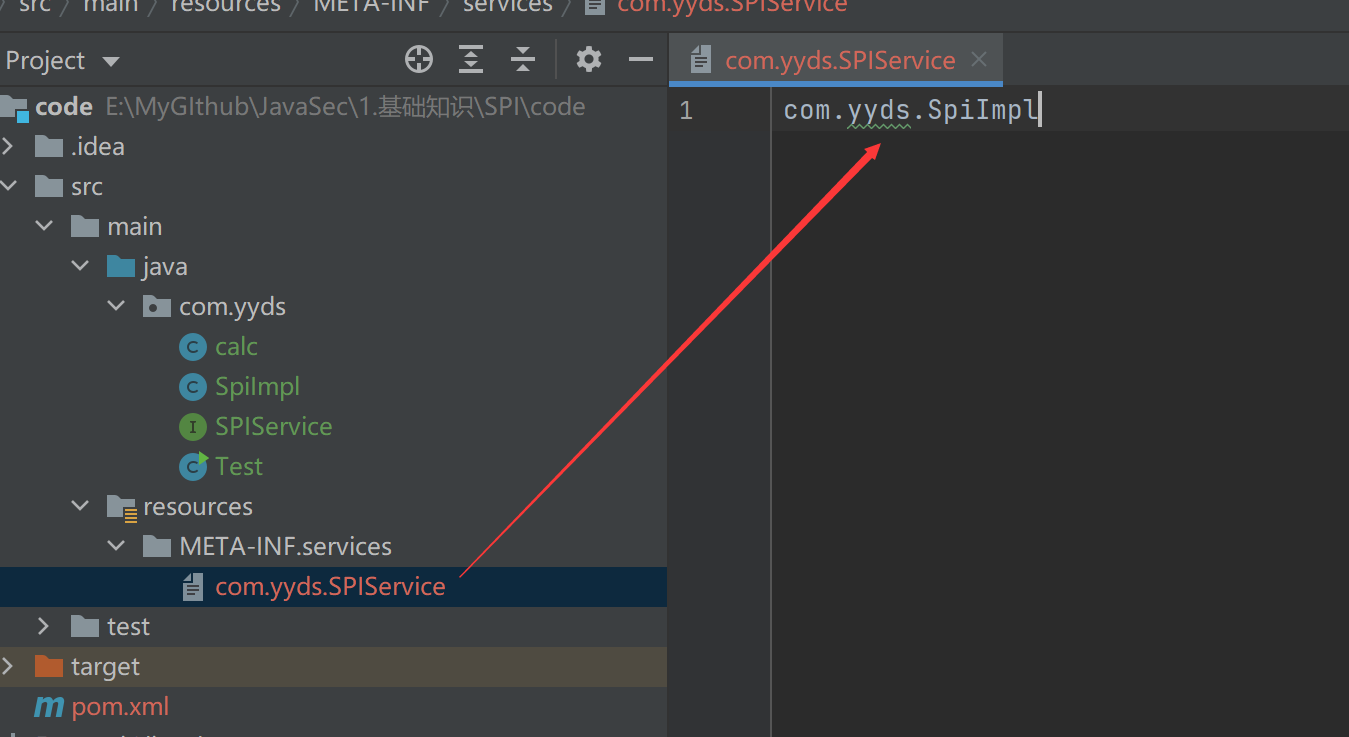 src / main / resources / META-INF / services / com.yyds.SPIService
Project
com.yyds.SPIService
code E:\MyGIthub\JavaSec\1.基础知识\SPI\code
1 com.yyds.SpiImpl
.idea
src
main
java
com.yyds
C calc
C SpiImpl
I SPIService
C Test
resources
META-INF.services
com.yyds.SPIService
test
target
m pom.xml